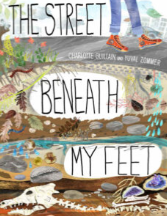 THE STREET
CHARLOTTE GUILLAIN AND YUVAL ZOMMER
BENEATH
MY FEET